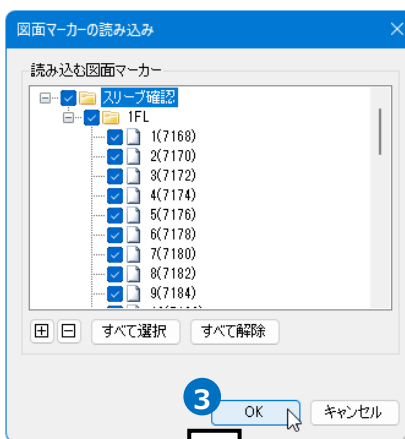 図面マーカーの読み込み
読み込む図面マーカー
スリーブ確認
1FL
1(7168)
2(7170)
3(7172)
4(7174)
5(7176)
6(7178)
7(7180)
8(7182)
9(7184)
すべて選択 すべて解除
3
OK キャンセル